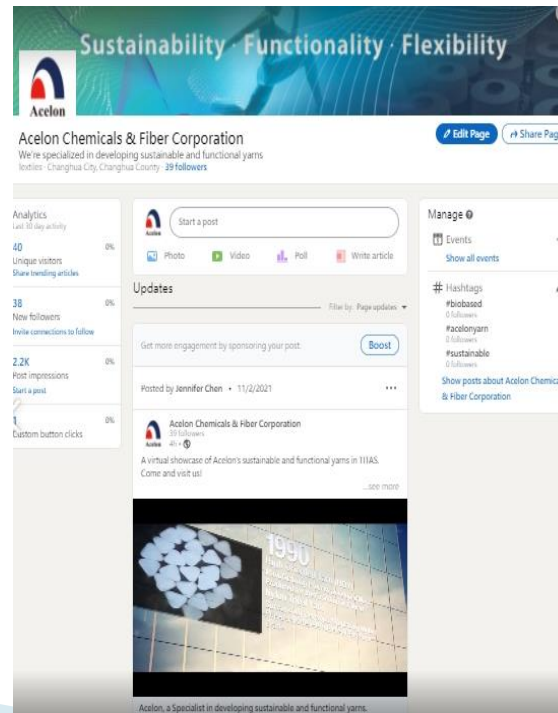 Sustainability · Functionality · Flexibility
Acelon
Acelon Chemicals & Fiber Corporation
We're specialized in developing sustainable and functional yarns
Textiles · Changhua City, Changhua County · 39 followers
Edit Page
Share Pag
Analytics
Last 30 day activity
40 0%
Unique visitors
Share trending articles
38 0%
New followers
Invite connections to follow
2.2K 0%
Post impressions
Start a post
1 0%
Custom button clicks
Acelon
Start a post
Photo Video Poll Write article
Updates
Filter by: Page updates
Get more engagement by sponsoring your post.
Boost
Posted by Jennifer Chen • 11/2/2021
Acelon
Acelon Chemicals & Fiber Corporation
39 followers
4h •
A virtual showcase of Acelon's sustainable and functional yarns in
Come and visit us!
...see more
1990
Acelon, a Specialist in developing sustainable and functional yarns.
Manage
Events
Show all events
Hashtags
#biobased
0 followers
#acelonyarn
0 followers
#sustainable
0 followers
Show posts about Acelon Chemica
& Fiber Corporation